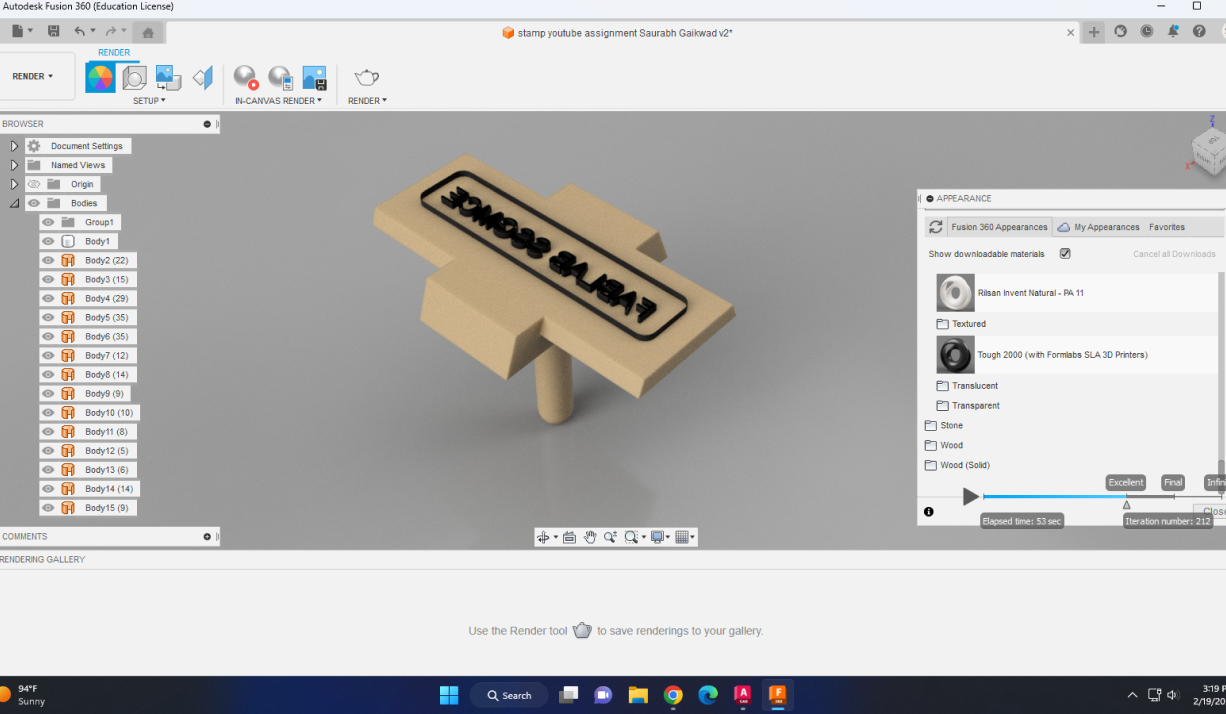 Autodesk Fusion 360 (Education License)
stamp youtube assignment Saurabh Gaikwad v2*
RENDER
RENDER
SETUP
IN-CANVAS RENDER
RENDER
BROWSER
Document Settings
Named Views
Origin
Bodies
Group1
Body1
Body2 (22)
Body3 (15)
Body4 (29)
Body5 (35)
Body6 (35)
Body7 (12)
Body8 (14)
Body9 (9)
Body10 (10)
Body11 (8)
Body12 (5)
Body13 (6)
Body14 (14)
Body15 (9)
Z
X
APPEARANCE
Fusion 360 Appearances My Appearances Favorites
Show downloadable materials Cancel all Downloads
Rilsan Invent Natural - PA 11
Textured
Tough 2000 (with Formlabs SLA 3D Printers)
Translucent
Transparent
Stone
Wood
Wood (Solid)
Excellent Final Infini
Close
Elapsed time: 53 sec Iteration number: 212
COMMENTS
RENDERING GALLERY
Use the Render tool to save renderings to your gallery.
94°F
Sunny
Search
3:19 P
2/19/20